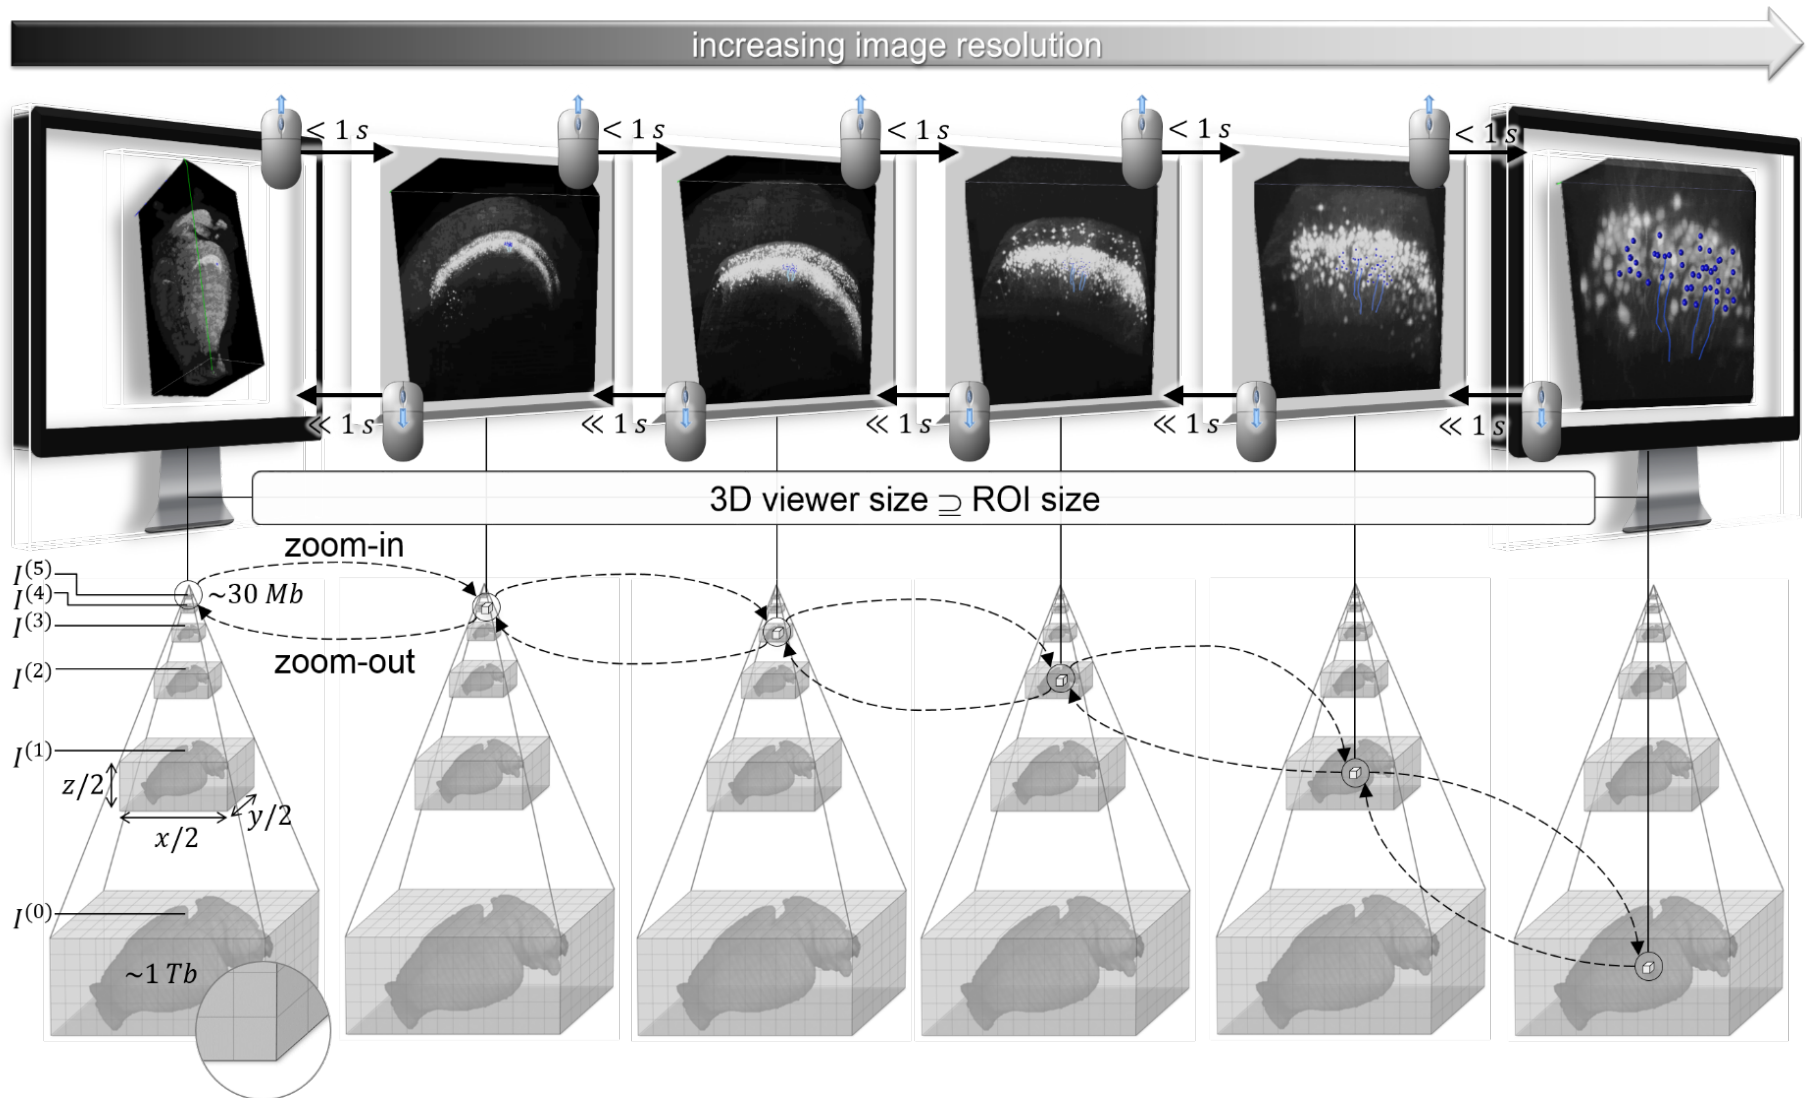 increasing image resolution
< 1 s
< 1 s
< 1 s
< 1 s
< 1 s
≪ 1 s
≪ 1 s
≪ 1 s
≪ 1 s
≪ 1 s
3D viewer size ⊇ ROI size
zoom-in
zoom-out
I⁽⁵⁾
I⁽⁴⁾
I⁽³⁾
I⁽²⁾
I⁽¹⁾
I⁽⁰⁾
~30 Mb
z/2
x/2
y/2
~1 Tb